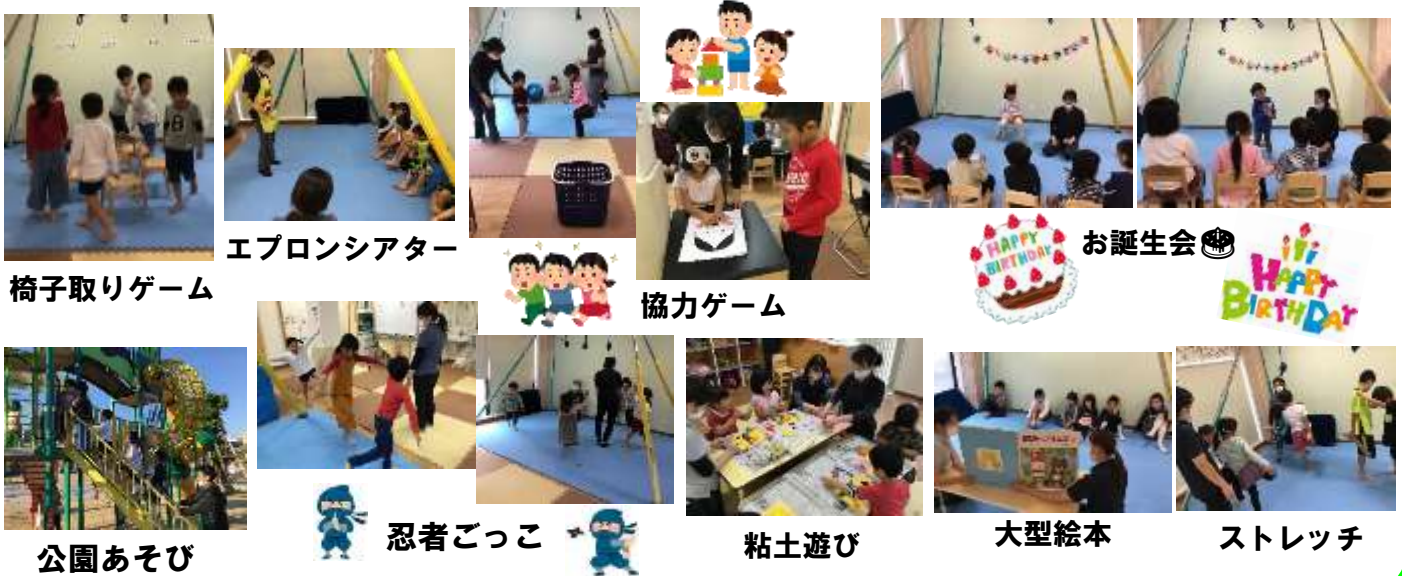 エプロンシアター
お誕生会
椅子取りゲーム
協力ゲーム
HAPPY
BIRTHDAY
HAPPY
BIRTHDAY
公園あそび
忍者ごっこ
粘土遊び
大型絵本
ストレッチ